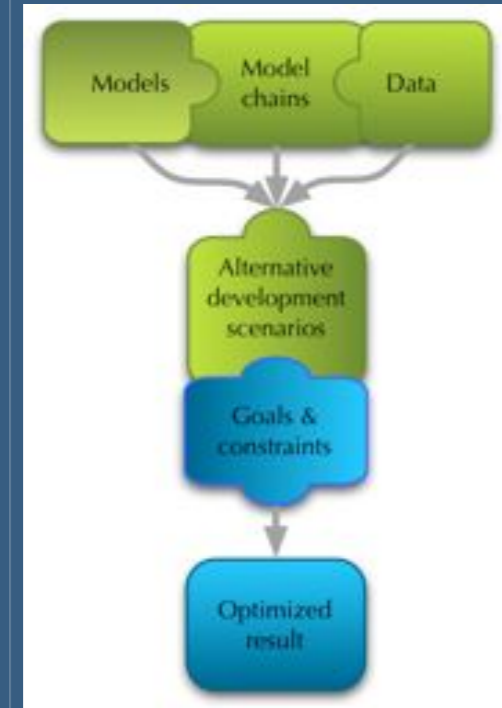 Models
Model
chains
Data
Alternative
development
scenarios
Goals &
constraints
Optimized
result